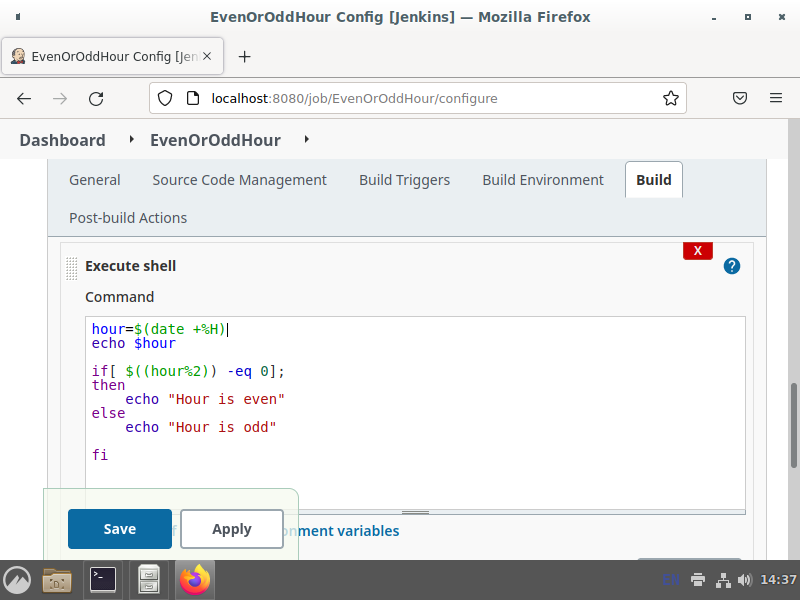 EvenOrOddHour Config [Jenkins] — Mozilla Firefox
EvenOrOddHour Config [Jen
localhost:8080/job/EvenOrOddHour/configure
Dashboard EvenOrOddHour
General Source Code Management Build Triggers Build Environment Build
Post-build Actions
X
Execute shell ?
Command
hour=$(date +%H)
echo $hour
if[ $((hour%2)) -eq 0];
then
echo "Hour is even"
else
echo "Hour is odd"
fi
Save Apply nment variables
EN 14:37